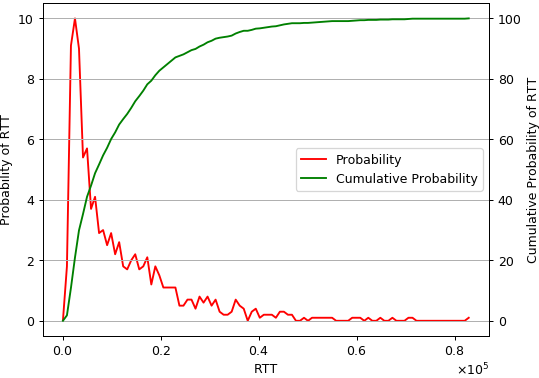 10
8
6
4
2
0
Probability of RTT
100
80
60
40
20
0
Cumulative Probability of RTT
Probability
Cumulative Probability
0.0 0.2 0.4 0.6 0.8
×10⁵
RTT